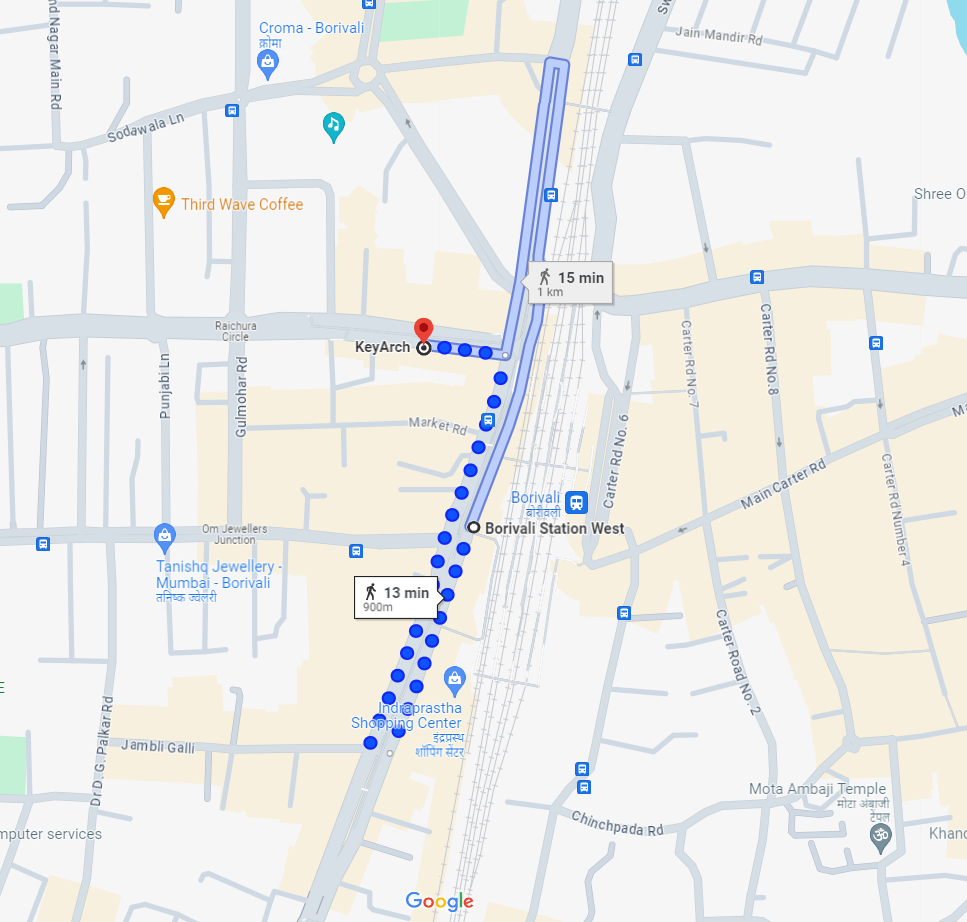 nd Nagar Main Rd
Croma - Borivali
क्रोमा
Jain Mandir Rd
Sodawala Ln
Third Wave Coffee
Shree O
15 min
1 km
Raichura
Circle
KeyArch
Punjabi Ln
Gulmohar Rd
Market Rd
Carter Rd No. 7
Carter Rd No.8
Carter Rd No. 6
Main Carter Rd
Carter Rd Number 4
Borivali
बोरीवली
Borivali Station West
Om Jewellers
Junction
Tanishq Jewellery -
Mumbai - Borivali
तनिष्क ज्वेलरी
13 min
900m
Carter Road No. 2
Indraprastha
Shopping Center
इंद्रप्रस्थ
शॉपिंग सेंटर
Jambli Galli
Dr D. G. Palkar Rd
Mota Ambaji Temple
मोटा अंबाजी
टेंपल
Chinchpada Rd
mputer services
Khand
Google